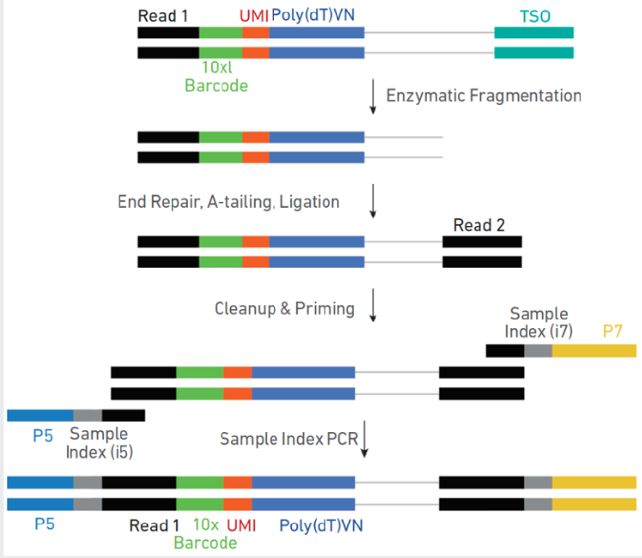 Read 1 UMI Poly(dT)VN TSO
10xl
Barcode
Enzymatic Fragmentation
End Repair, A-tailing, Ligation
Read 2
Cleanup & Priming
Sample
Index (i7) P7
P5 Sample
Index (i5)
Sample Index PCR
P5 Read 1 10x UMI Poly(dT)VN
Barcode